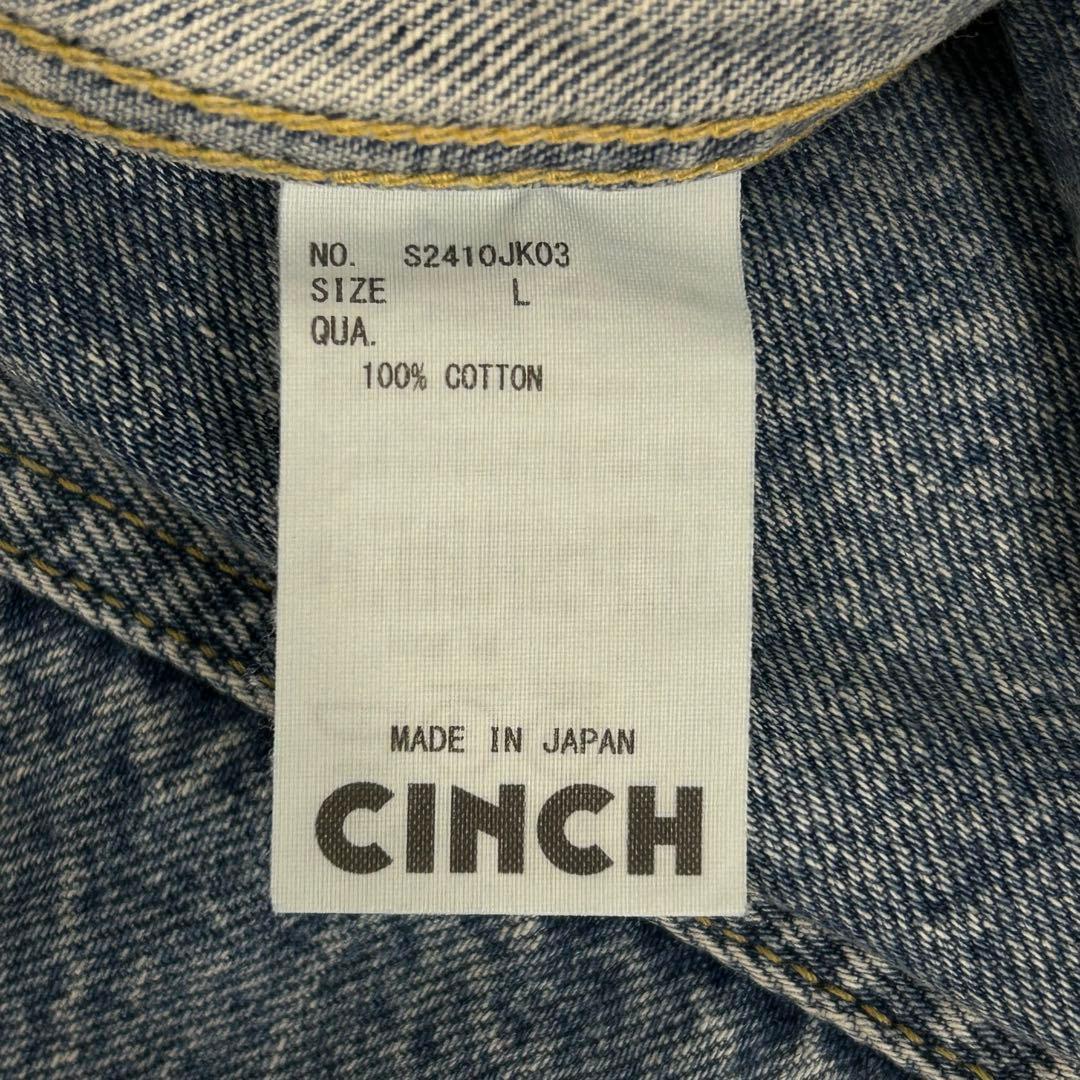 NO. S2410JK03
SIZE L
QUA.
100% COTTON
MADE IN JAPAN
CINCH